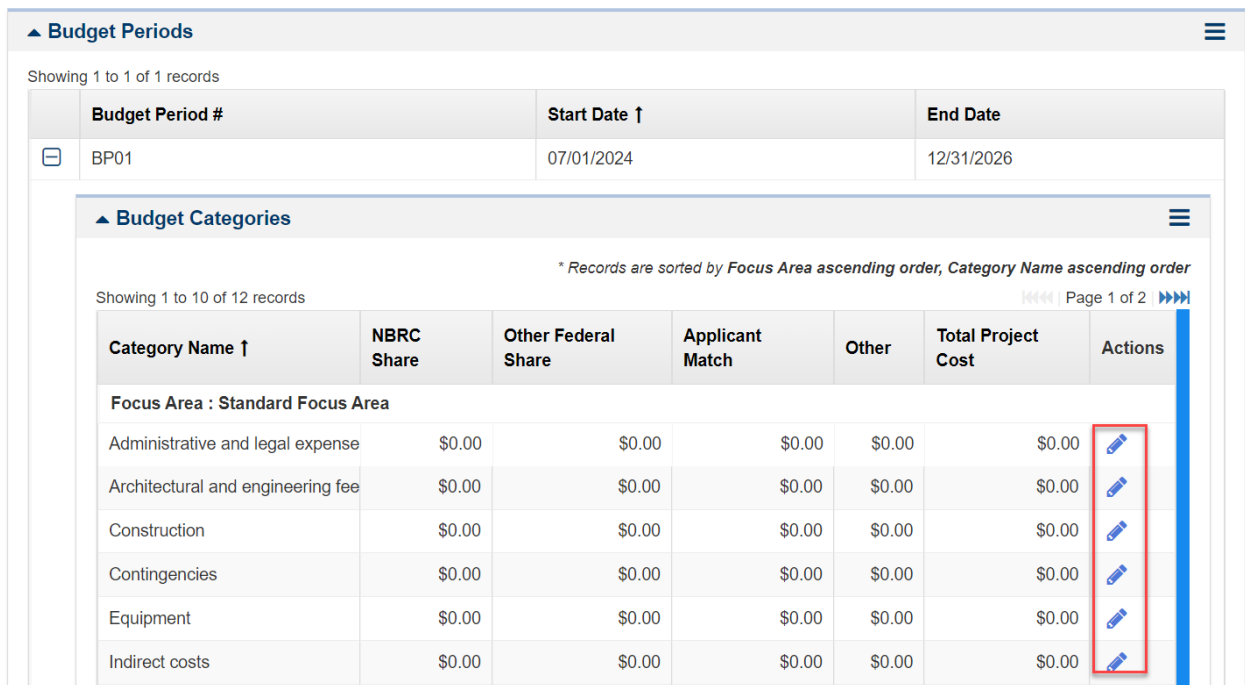 Budget Periods
Showing 1 to 1 of 1 records
Budget Period # Start Date ↑ End Date
BP01 07/01/2024 12/31/2026
Budget Categories
* Records are sorted by Focus Area ascending order, Category Name ascending order
Showing 1 to 10 of 12 records Page 1 of 2
Category Name ↑ NBRC Share Other Federal Share Applicant Match Other Total Project Cost Actions
Focus Area : Standard Focus Area
Administrative and legal expense $0.00 $0.00 $0.00 $0.00 $0.00
Architectural and engineering fee $0.00 $0.00 $0.00 $0.00 $0.00
Construction $0.00 $0.00 $0.00 $0.00 $0.00
Contingencies $0.00 $0.00 $0.00 $0.00 $0.00
Equipment $0.00 $0.00 $0.00 $0.00 $0.00
Indirect costs $0.00 $0.00 $0.00 $0.00 $0.00